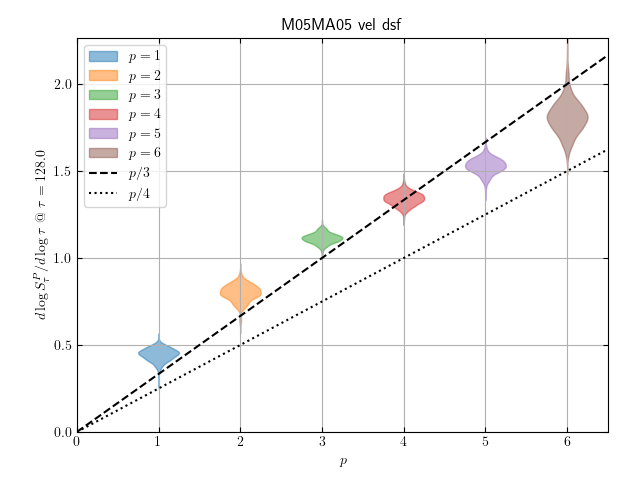 M05MA05 vel dsf
p = 1
p = 2
p = 3
p = 4
p = 5
p = 6
p/3
p/4
d log S_τ^P / d log τ @ τ = 128.0
2.0
1.5
1.0
0.5
0.0
0 1 2 3 4 5 6
p